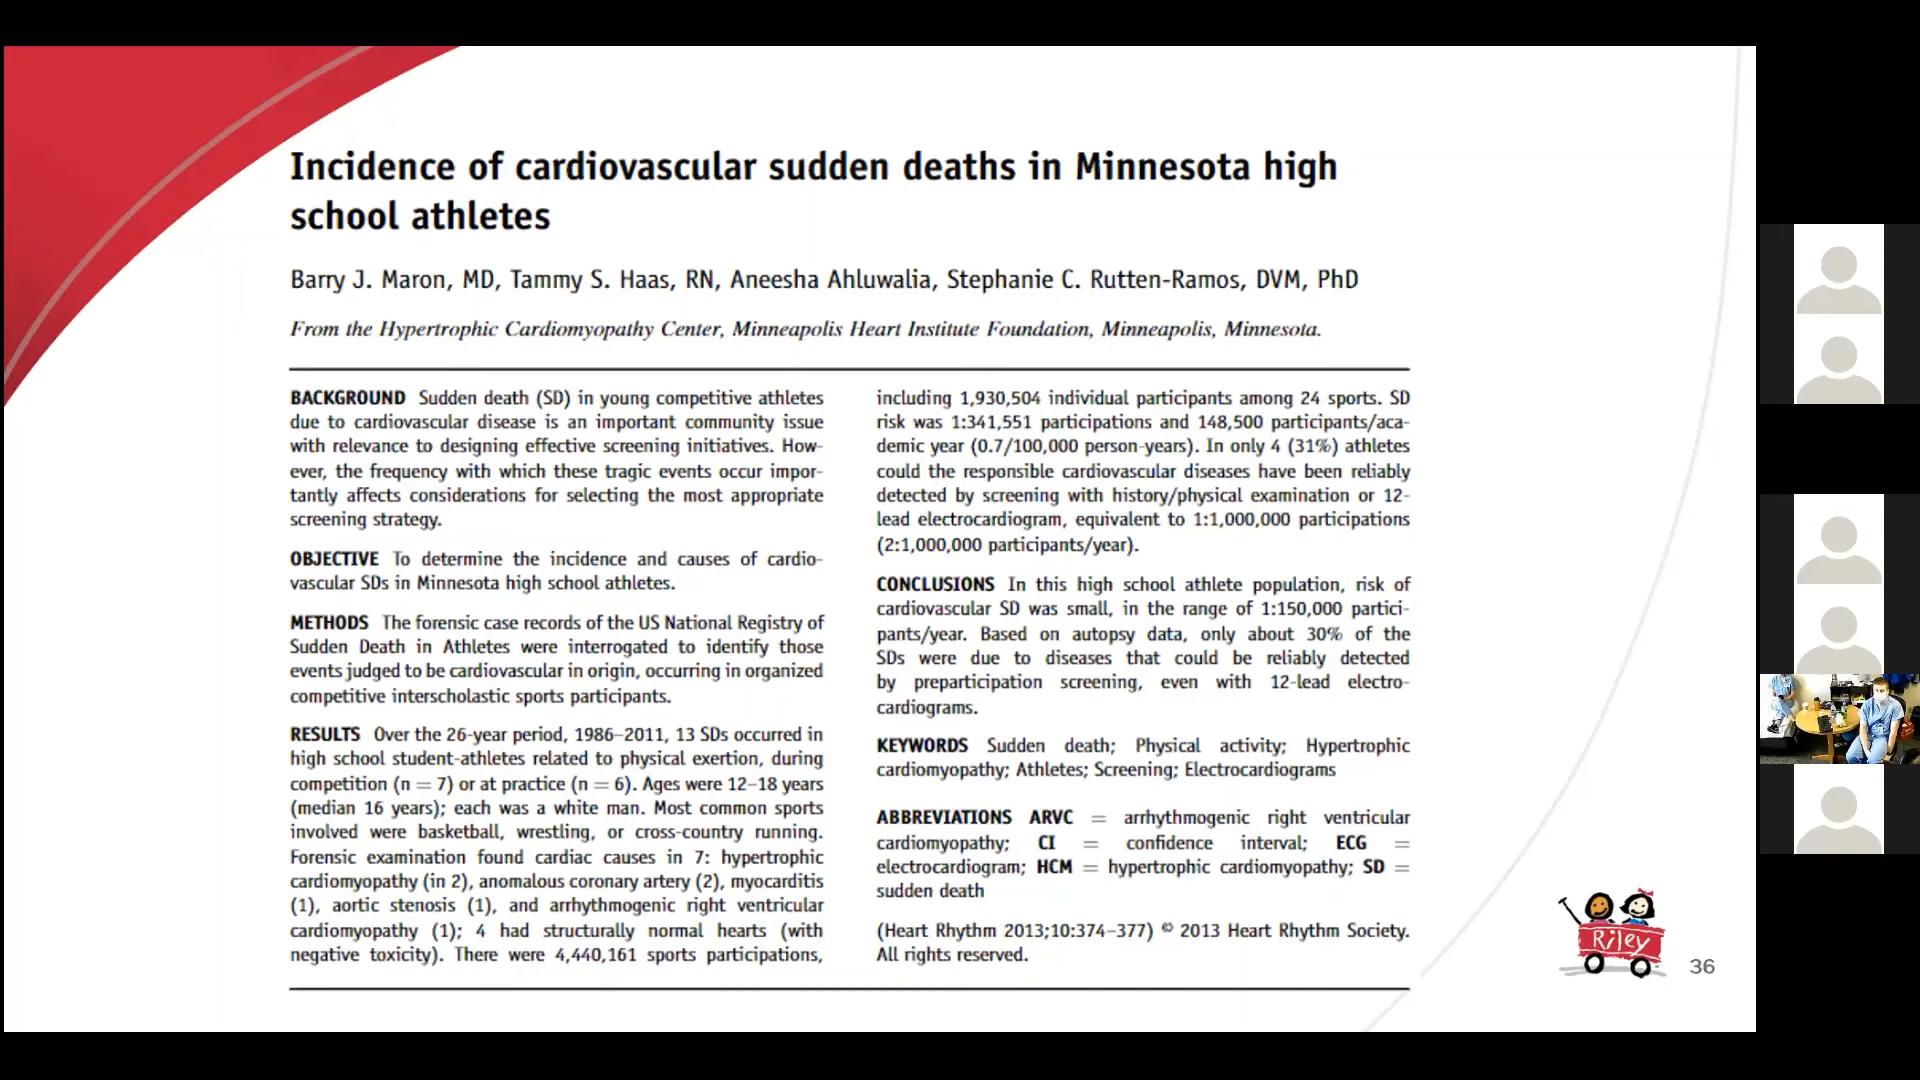 Incidence of cardiovascular sudden deaths in Minnesota high
school athletes
Barry J. Maron, MD, Tammy S. Haas, RN, Aneesha Ahluwalia, Stephanie C. Rutten-Ramos, DVM, PhD
From the Hypertrophic Cardiomyopathy Center, Minneapolis Heart Institute Foundation, Minneapolis, Minnesota.
BACKGROUND Sudden death (SD) in young competitive athletes
due to cardiovascular disease is an important community issue
with relevance to designing effective screening initiatives. How-
ever, the frequency with which these tragic events occur impor-
tantly affects considerations for selecting the most appropriate
screening strategy.
OBJECTIVE To determine the incidence and causes of cardio-
vascular SDs in Minnesota high school athletes.
METHODS The forensic case records of the US National Registry of
Sudden Death in Athletes were interrogated to identify those
events judged to be cardiovascular in origin, occurring in organized
competitive interscholastic sports participants.
RESULTS Over the 26-year period, 1986–2011, 13 SDs occurred in
high school student-athletes related to physical exertion, during
competition (n = 7) or at practice (n = 6). Ages were 12–18 years
(median 16 years); each was a white man. Most common sports
involved were basketball, wrestling, or cross-country running.
Forensic examination found cardiac causes in 7: hypertrophic
cardiomyopathy (in 2), anomalous coronary artery (2), myocarditis
(1), aortic stenosis (1), and arrhythmogenic right ventricular
cardiomyopathy (1); 4 had structurally normal hearts (with
negative toxicity). There were 4,440,161 sports participations,
including 1,930,504 individual participants among 24 sports. SD
risk was 1:341,551 participations and 148,500 participants/aca-
demic year (0.7/100,000 person-years). In only 4 (31%) athletes
could the responsible cardiovascular diseases have been reliably
detected by screening with history/physical examination or 12-
lead electrocardiogram, equivalent to 1:1,000,000 participations
(2:1,000,000 participants/year).
CONCLUSIONS In this high school athlete population, risk of
cardiovascular SD was small, in the range of 1:150,000 partici-
pants/year. Based on autopsy data, only about 30% of the
SDs were due to diseases that could be reliably detected
by preparticipation screening, even with 12-lead electro-
cardiograms.
KEYWORDS Sudden death; Physical activity; Hypertrophic
cardiomyopathy; Athletes; Screening; Electrocardiograms
ABBREVIATIONS ARVC = arrhythmogenic right ventricular
cardiomyopathy; CI = confidence interval; ECG =
electrocardiogram; HCM = hypertrophic cardiomyopathy; SD =
sudden death
(Heart Rhythm 2013;10:374–377) © 2013 Heart Rhythm Society.
All rights reserved.
Riley
36